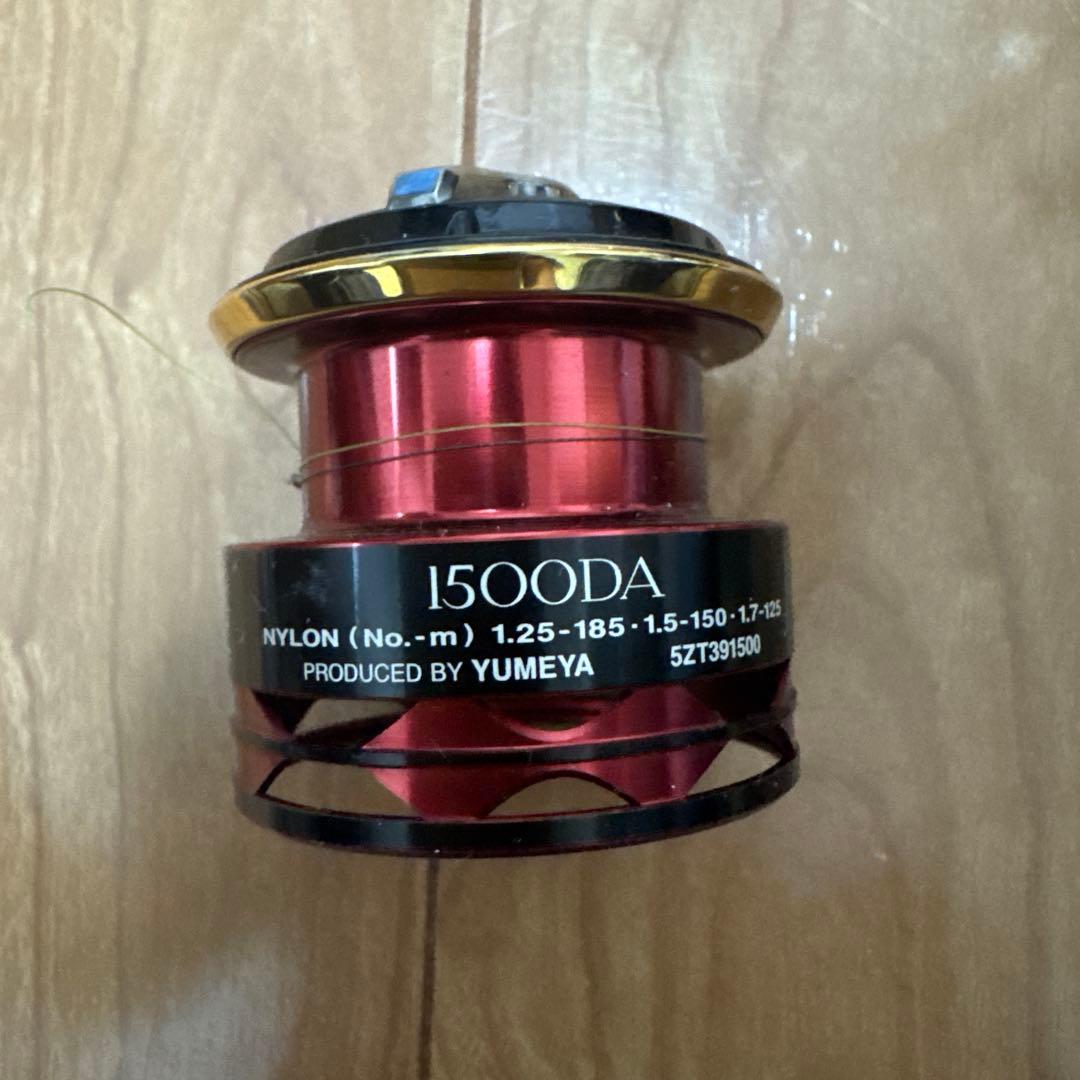 1500DA
NYLON (No.-m) 1.25-185·1.5-150·1.7-125
PRODUCED BY YUMEYA 5ZT391500